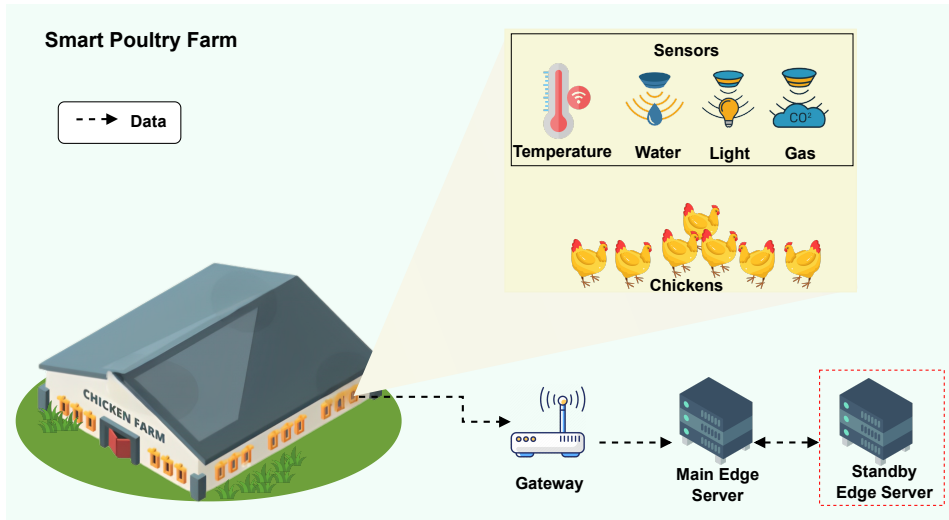 Smart Poultry Farm
Data
Sensors
CO²
Temperature
Water
Light
Gas
Chickens
CHICKEN FARM
Gateway
Main Edge
Server
Standby
Edge Server